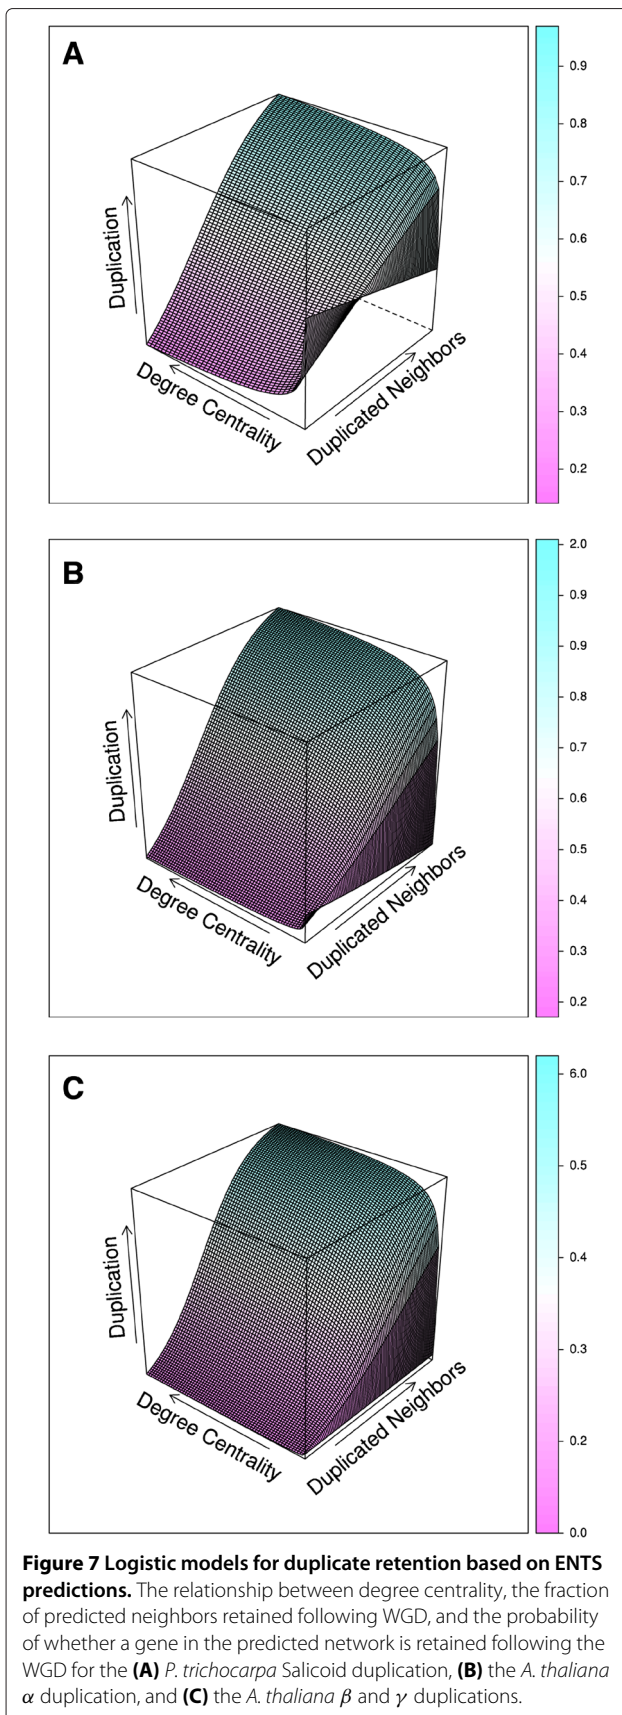 A
Duplication
Degree Centrality
Duplicated Neighbors
0.9
0.8
0.7
0.6
0.5
0.4
0.3
0.2
B
Duplication
Degree Centrality
Duplicated Neighbors
2.0
0.9
0.9
0.8
0.7
0.6
0.5
0.4
0.3
0.2
C
Duplication
Degree Centrality
Duplicated Neighbors
6.0
0.5
0.4
0.3
0.2
0.0
Figure 7 Logistic models for duplicate retention based on ENTS
predictions. The relationship between degree centrality, the fraction
of predicted neighbors retained following WGD, and the probability
of whether a gene in the predicted network is retained following the
WGD for the (A) P. trichocarpa Salicoid duplication, (B) the A. thaliana
α duplication, and (C) the A. thaliana β and γ duplications.